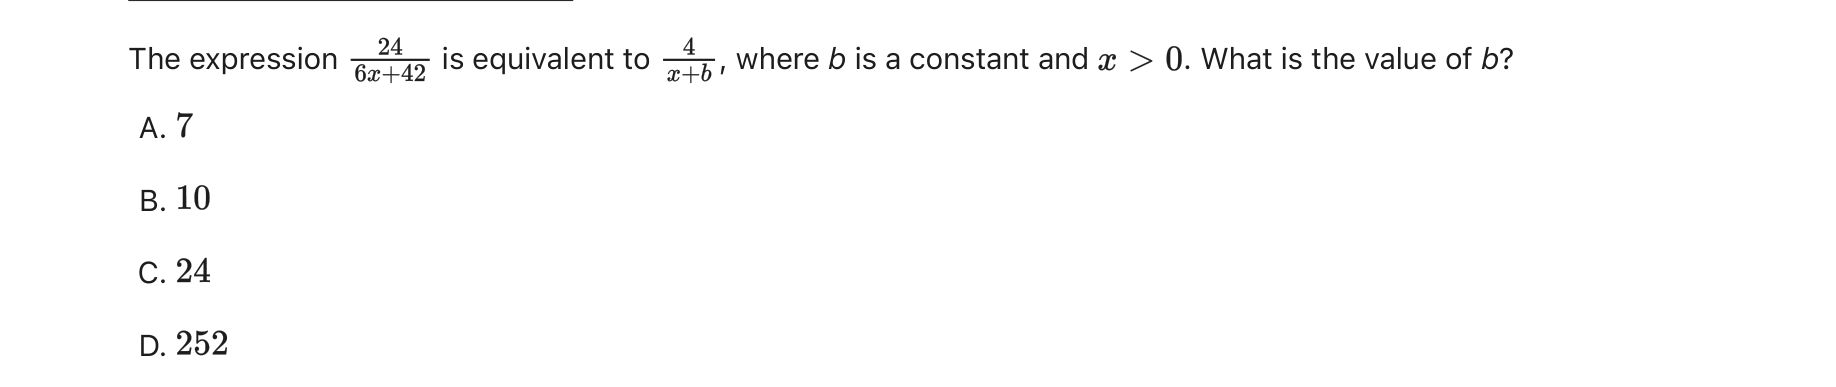 The expression $\frac{24}{6x+42}$ is equivalent to $\frac{4}{x+b}$, where b is a constant and $x > 0$. What is the value of b?
A. 7
B. 10
C. 24
D. 252